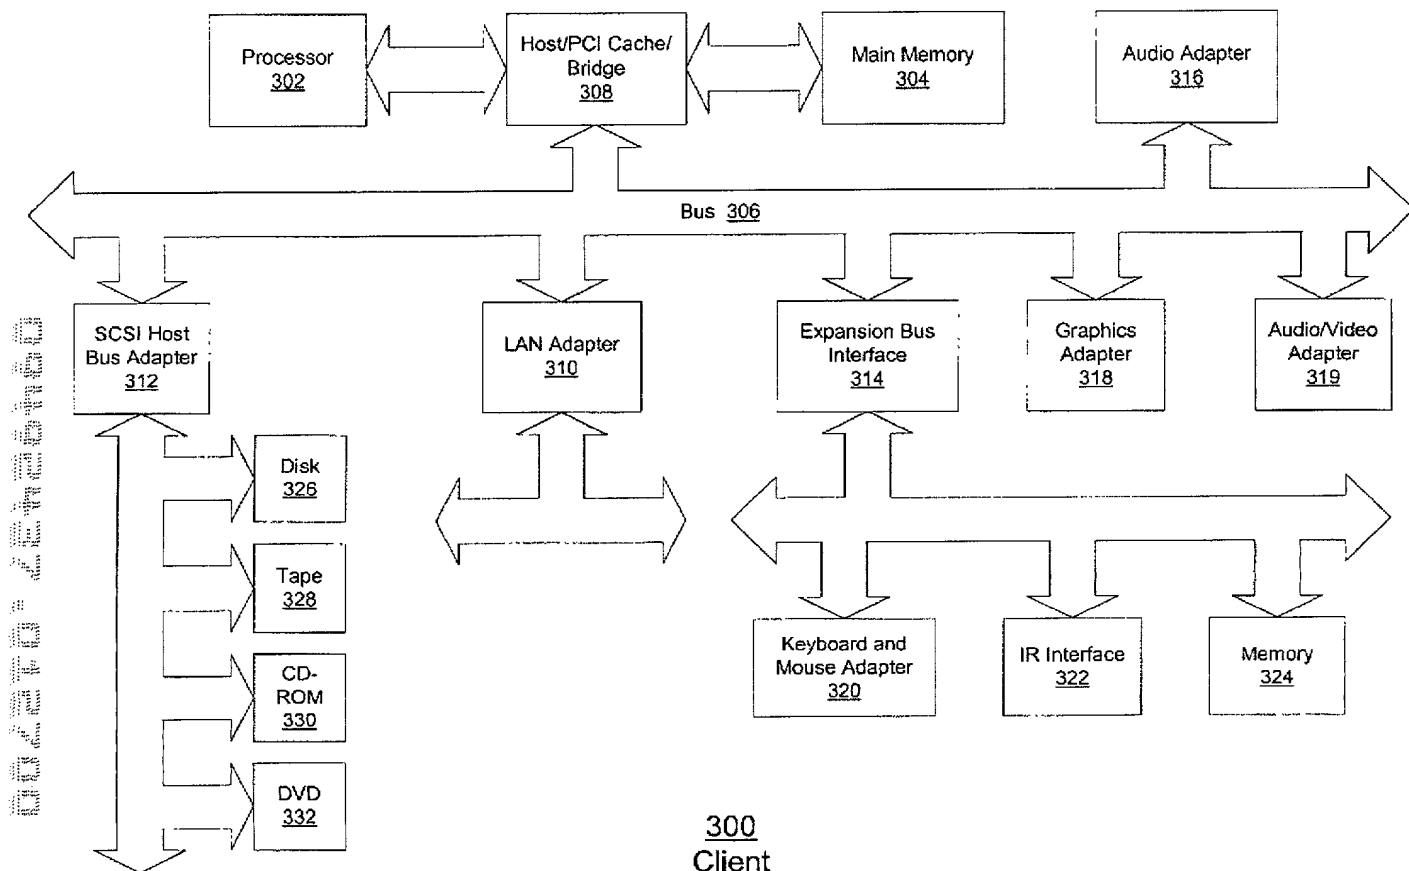 Processor
302
Host/PCI Cache/
Bridge
308
Main Memory
304
Audio Adapter
316
Bus 306
SCSI Host
Bus Adapter
312
LAN Adapter
310
Expansion Bus
Interface
314
Graphics
Adapter
318
Audio/Video
Adapter
319
Disk
326
Tape
328
CD-
ROM
330
DVD
332
Keyboard and
Mouse Adapter
320
IR Interface
322
Memory
324
300
Client